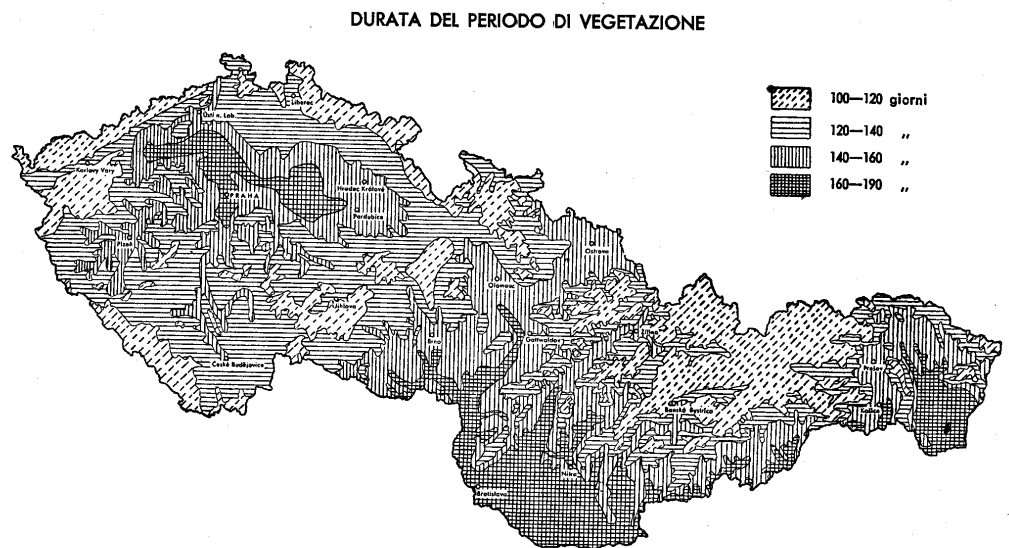 DURATA DEL PERIODO DI VEGETAZIONE
100—120 giorni
120—140 „
140—160 „
160—190 „
Liberec
Ústí n. Lab.
Karlovy Vary
PRAHA
Hradec Králové
Pardubice
Plzeň
Ostrava
Olomouc
Jihlava
Brno
Gottwaldov
Žilina
České Budějovice
Prešov
Košice
Banská Bystrica
Nitra
Bratislava